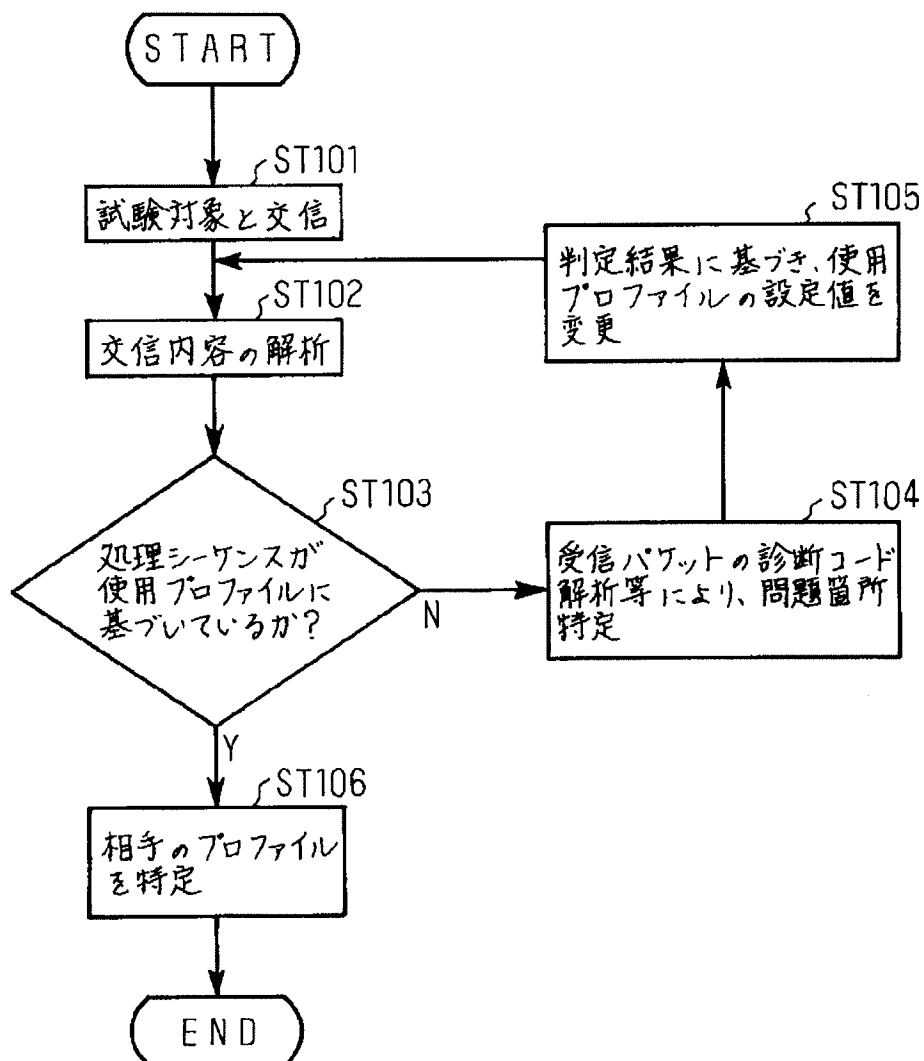 START
ST101
試験対象と交信
ST102
交信内容の解析
ST103
処理シーケンスが
使用プロファイルに
基づいているか?
N
Y
ST104
受信パケットの診断コード
解析等により、問題箇所
特定
ST105
判定結果に基づき、使用
プロファイルの設定値を
変更
ST106
相手のプロファイル
を特定
END